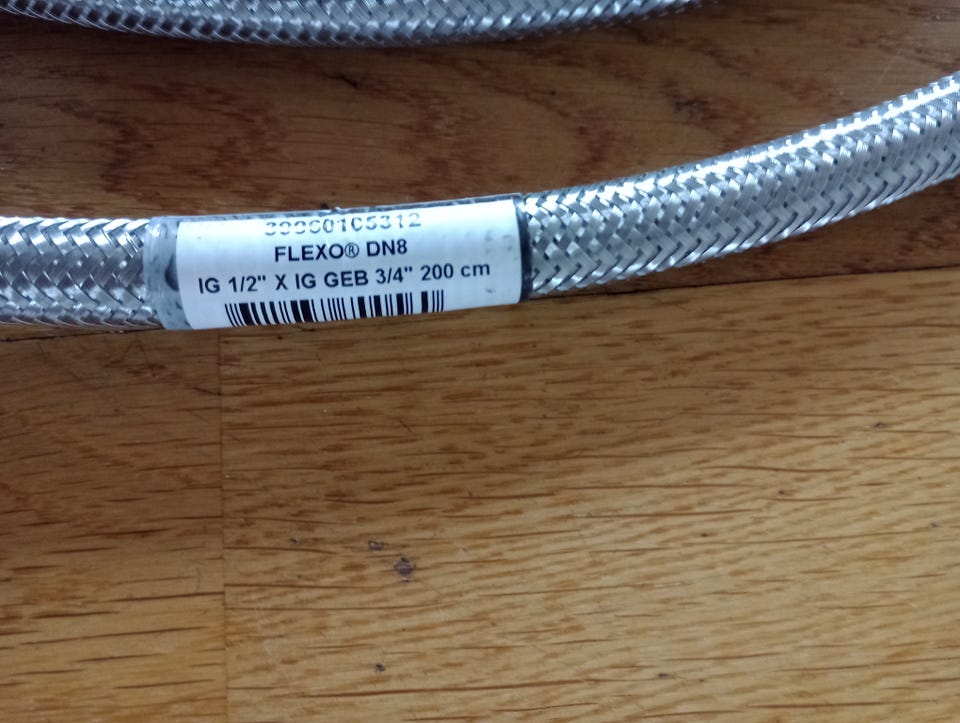 FLEXO® DN8
IG 1/2" X IG GEB 3/4" 200 cm